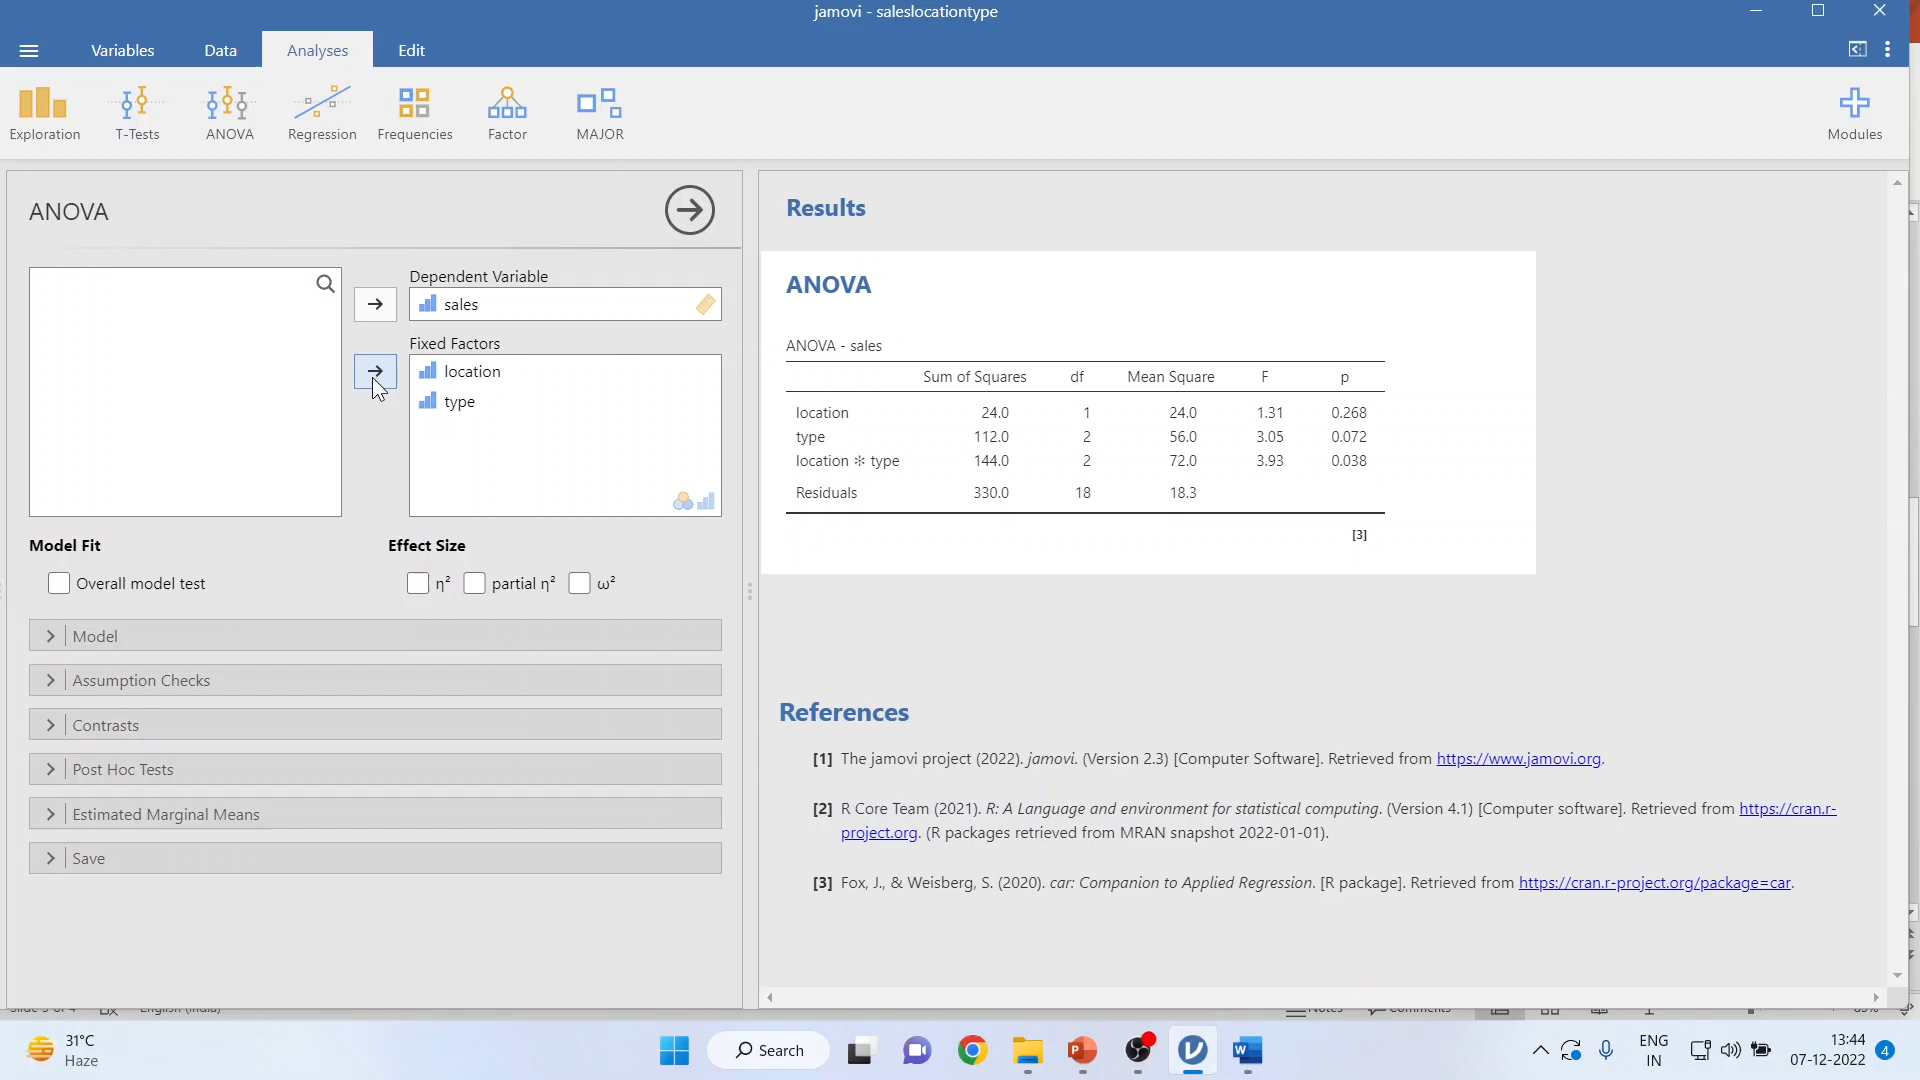 jamovi - saleslocationtype
Variables
Data
Analyses
Edit
Exploration
T-Tests
ANOVA
Regression
Frequencies
Factor
MAJOR
Modules
ANOVA
Dependent Variable
sales
Fixed Factors
location
type
Model Fit
Effect Size
Overall model test
η²
partial η²
ω²
Model
Assumption Checks
Contrasts
Post Hoc Tests
Estimated Marginal Means
Save
Results
ANOVA
ANOVA - sales
Sum of Squares df Mean Square F p
location 24.0 1 24.0 1.31 0.268
type 112.0 2 56.0 3.05 0.072
location ✻ type 144.0 2 72.0 3.93 0.038
Residuals 330.0 18 18.3
[3]
References
[1] The jamovi project (2022). jamovi. (Version 2.3) [Computer Software]. Retrieved from https://www.jamovi.org.
[2] R Core Team (2021). R: A Language and environment for statistical computing. (Version 4.1) [Computer software]. Retrieved from https://cran.r-
project.org. (R packages retrieved from MRAN snapshot 2022-01-01).
[3] Fox, J., & Weisberg, S. (2020). car: Companion to Applied Regression. [R package]. Retrieved from https://cran.r-project.org/package=car.
31°C
Haze
Search
ENG
IN
13:44
07-12-2022
4